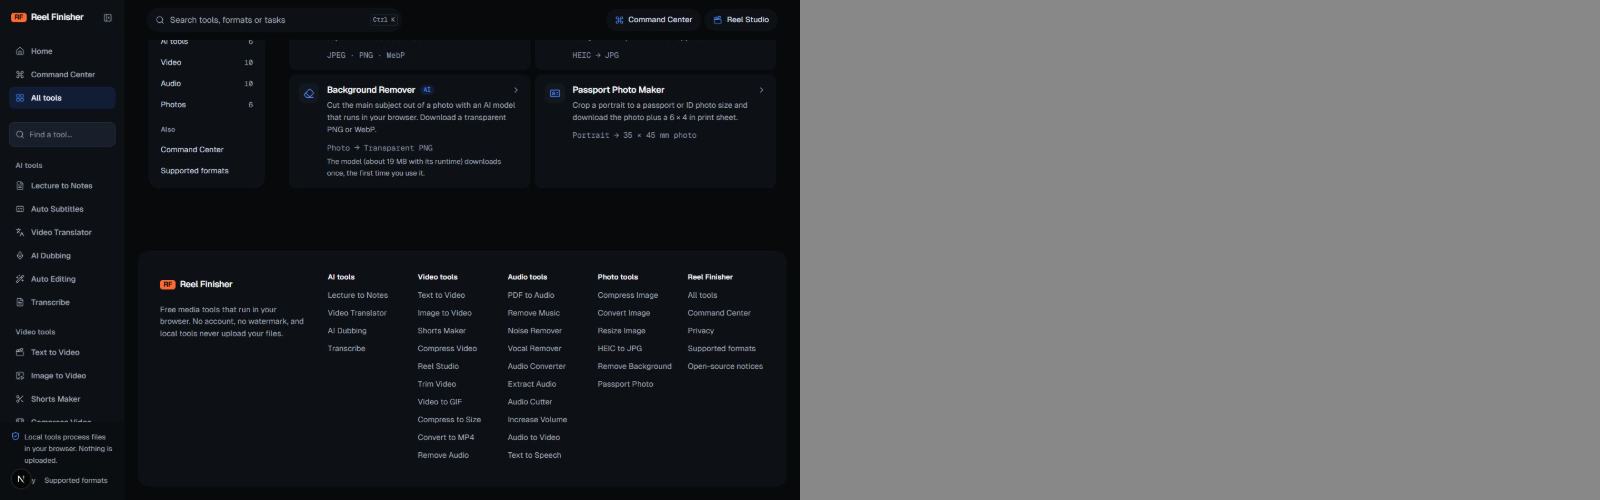 RF Reel Finisher
Search tools, formats or tasks
Ctrl K
Command Center
Reel Studio
Home
Command Center
All tools
Find a tool...
AI tools
Lecture to Notes
Auto Subtitles
Video Translator
AI Dubbing
Auto Editing
Transcribe
Video tools
Text to Video
Image to Video
Shorts Maker
Compress Video
Local tools process files
in your browser. Nothing is
uploaded.
N y Supported formats
AI tools 6
Video 10
Audio 10
Photos 6
Also
Command Center
Supported formats
JPEG · PNG · WebP
HEIC → JPG
Background Remover AI
Cut the main subject out of a photo with an AI model
that runs in your browser. Download a transparent
PNG or WebP.
Photo → Transparent PNG
The model (about 19 MB with its runtime) downloads
once, the first time you use it.
Passport Photo Maker
Crop a portrait to a passport or ID photo size and
download the photo plus a 6 × 4 in print sheet.
Portrait → 35 × 45 mm photo
RF Reel Finisher
Free media tools that run in your
browser. No account, no watermark, and
local tools never upload your files.
AI tools
Lecture to Notes
Video Translator
AI Dubbing
Transcribe
Video tools
Text to Video
Image to Video
Shorts Maker
Compress Video
Reel Studio
Trim Video
Video to GIF
Compress to Size
Convert to MP4
Remove Audio
Audio tools
PDF to Audio
Remove Music
Noise Remover
Vocal Remover
Audio Converter
Extract Audio
Audio Cutter
Increase Volume
Audio to Video
Text to Speech
Photo tools
Compress Image
Convert Image
Resize Image
HEIC to JPG
Remove Background
Passport Photo
Reel Finisher
All tools
Command Center
Privacy
Supported formats
Open-source notices